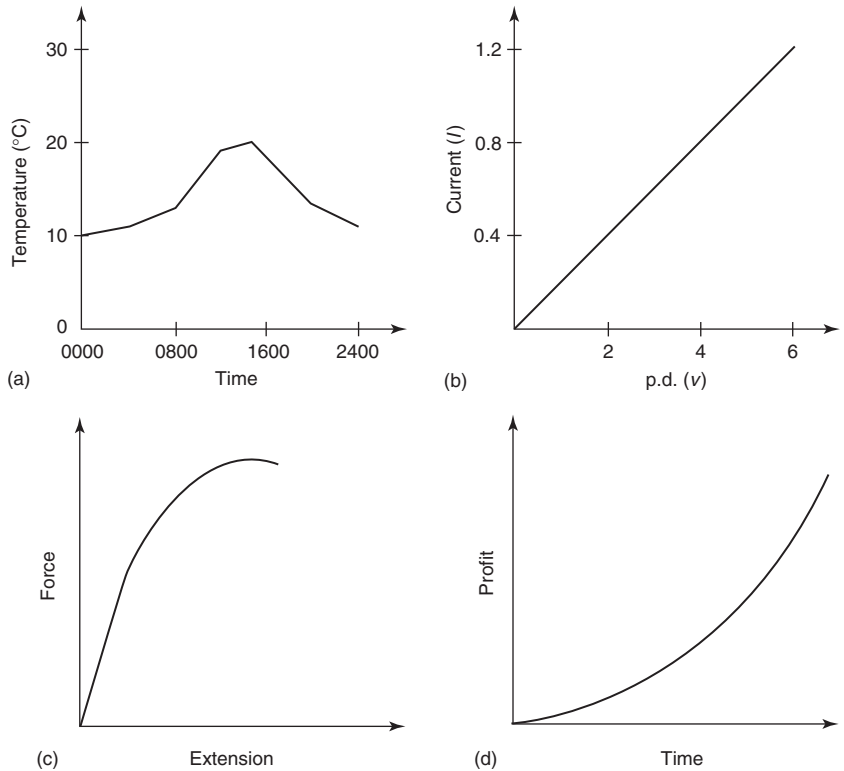 30
20
10
0
Temperature (°C)
0000 0800 1600 2400
(a) Time
1.2
0.8
0.4
Current (I)
2 4 6
(b) p.d. (v)
Force
(c) Extension
Profit
(d) Time